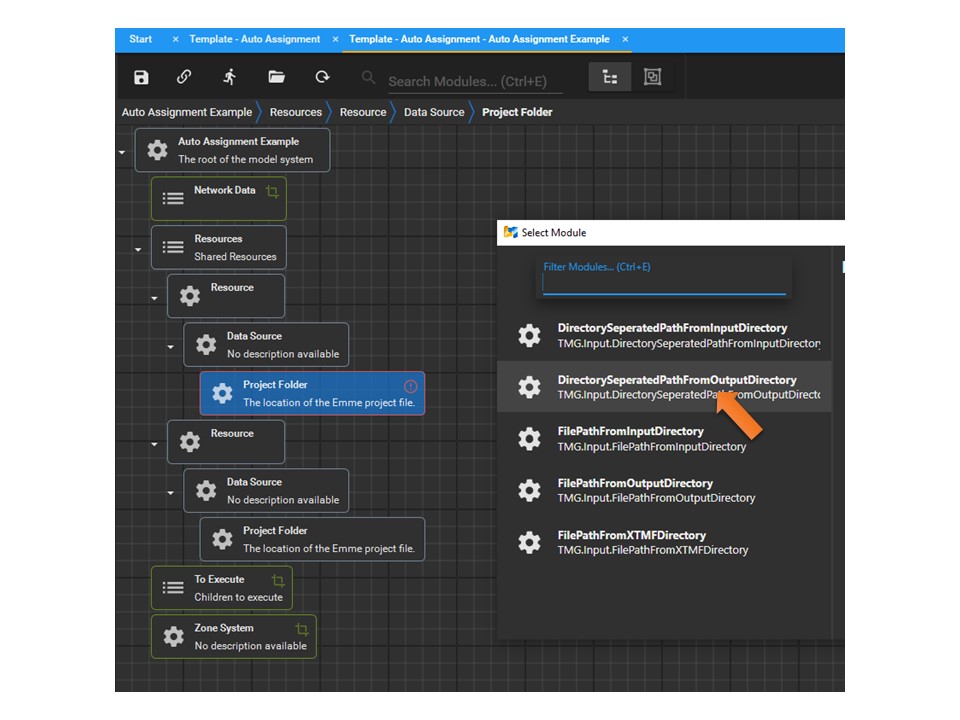 Start × Template - Auto Assignment × Template - Auto Assignment - Auto Assignment Example ×
Search Modules... (Ctrl+E)
Auto Assignment Example Resources Resource Data Source Project Folder
Auto Assignment Example
The root of the model system
Network Data
Resources
Shared Resources
Resource
Data Source
No description available
Project Folder
The location of the Emme project file.
Resource
Data Source
No description available
Project Folder
The location of the Emme project file.
To Execute
Children to execute
Zone System
No description available
Select Module
Filter Modules... (Ctrl+E)
DirectorySeperatedPathFromInputDirectory
TMG.Input.DirectorySeperatedPathFromInputDirectory
DirectorySeperatedPathFromOutputDirectory
TMG.Input.DirectorySeperatedPathFromOutputDirect
FilePathFromInputDirectory
TMG.Input.FilePathFromInputDirectory
FilePathFromOutputDirectory
TMG.Input.FilePathFromOutputDirectory
FilePathFromXTMFDirectory
TMG.Input.FilePathFromXTMFDirectory